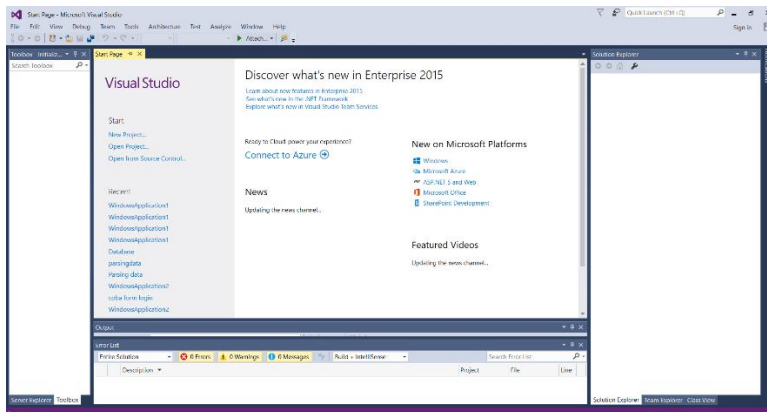 Start Page - Microsoft Visual Studio
Quick Launch (Ctrl+Q)
File Edit View Debug Team Tools Architecture Test Analyze Window Help
Sign in
Attach...
Toolbox Initializ...
Start Page
Solution Explorer
Search Toolbox
Visual Studio
Discover what's new in Enterprise 2015
Learn about new features in Enterprise 2015
See what's new in the .NET Framework
Explore what's new in Visual Studio Team Services
Start
New Project...
Open Project...
Open from Source Control...
Ready to Cloud power your experience?
Connect to Azure
New on Microsoft Platforms
Windows
Microsoft Azure
ASP.NET 5 and Web
Microsoft Office
SharePoint Development
Recent
WindowsApplication1
WindowsApplication1
WindowsApplication1
WindowsApplication1
Database
parsingdata
Parsing data
WindowsApplication2
coba form login
WindowsApplication2
News
Updating the news channel...
Featured Videos
Updating the news channel...
Output
Error List
Entire Solution 0 Errors 0 Warnings 0 Messages Build + IntelliSense Search Error List
Description Project File Line
Server Explorer Toolbox
Solution Explorer Team Explorer Class View